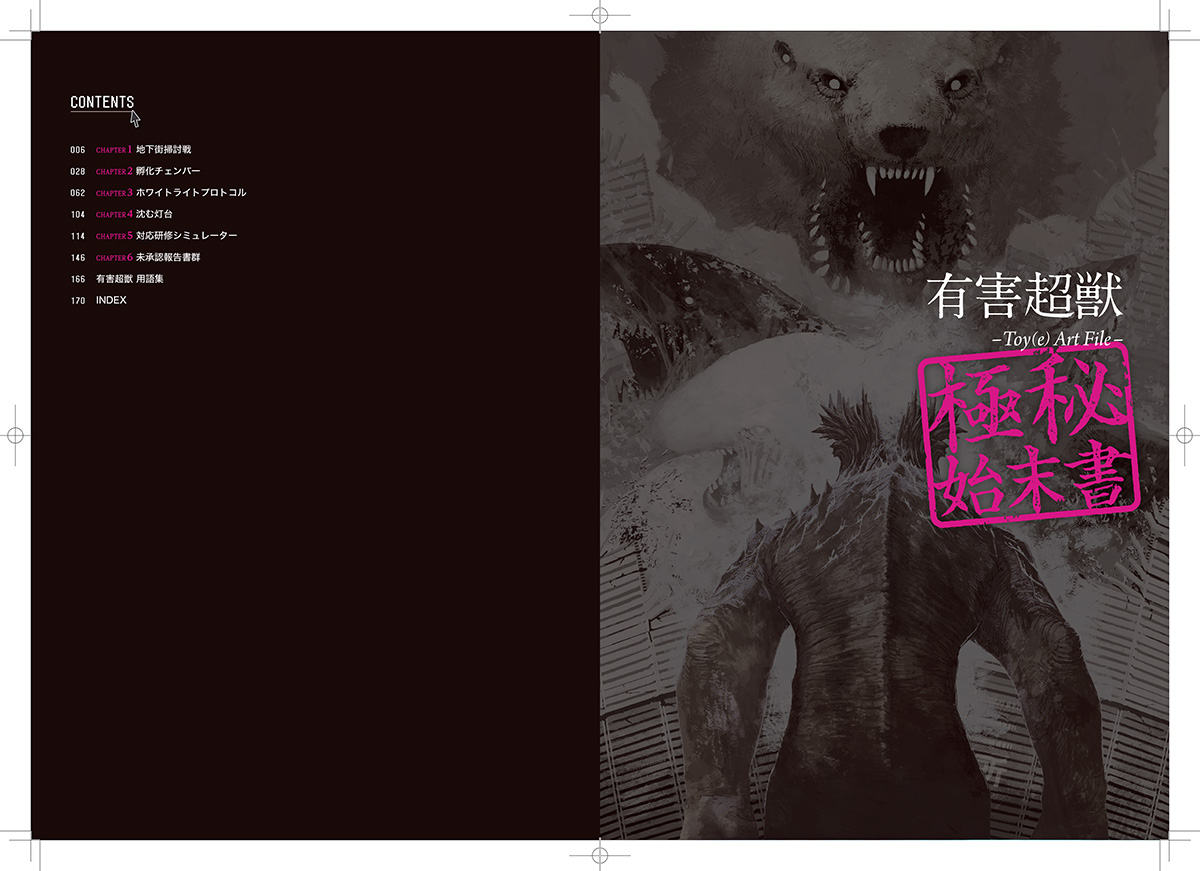 CONTENTS
006 CHAPTER 1 地下街掃討戦
028 CHAPTER 2 孵化チェンバー
062 CHAPTER 3 ホワイトライトプロトコル
104 CHAPTER 4 沈む灯台
114 CHAPTER 5 対応研修シミュレーター
146 CHAPTER 6 未承認報告書群
166 有害超獣 用語集
170 INDEX
有害超獣
–Toy(e) Art File–
極秘
始末書